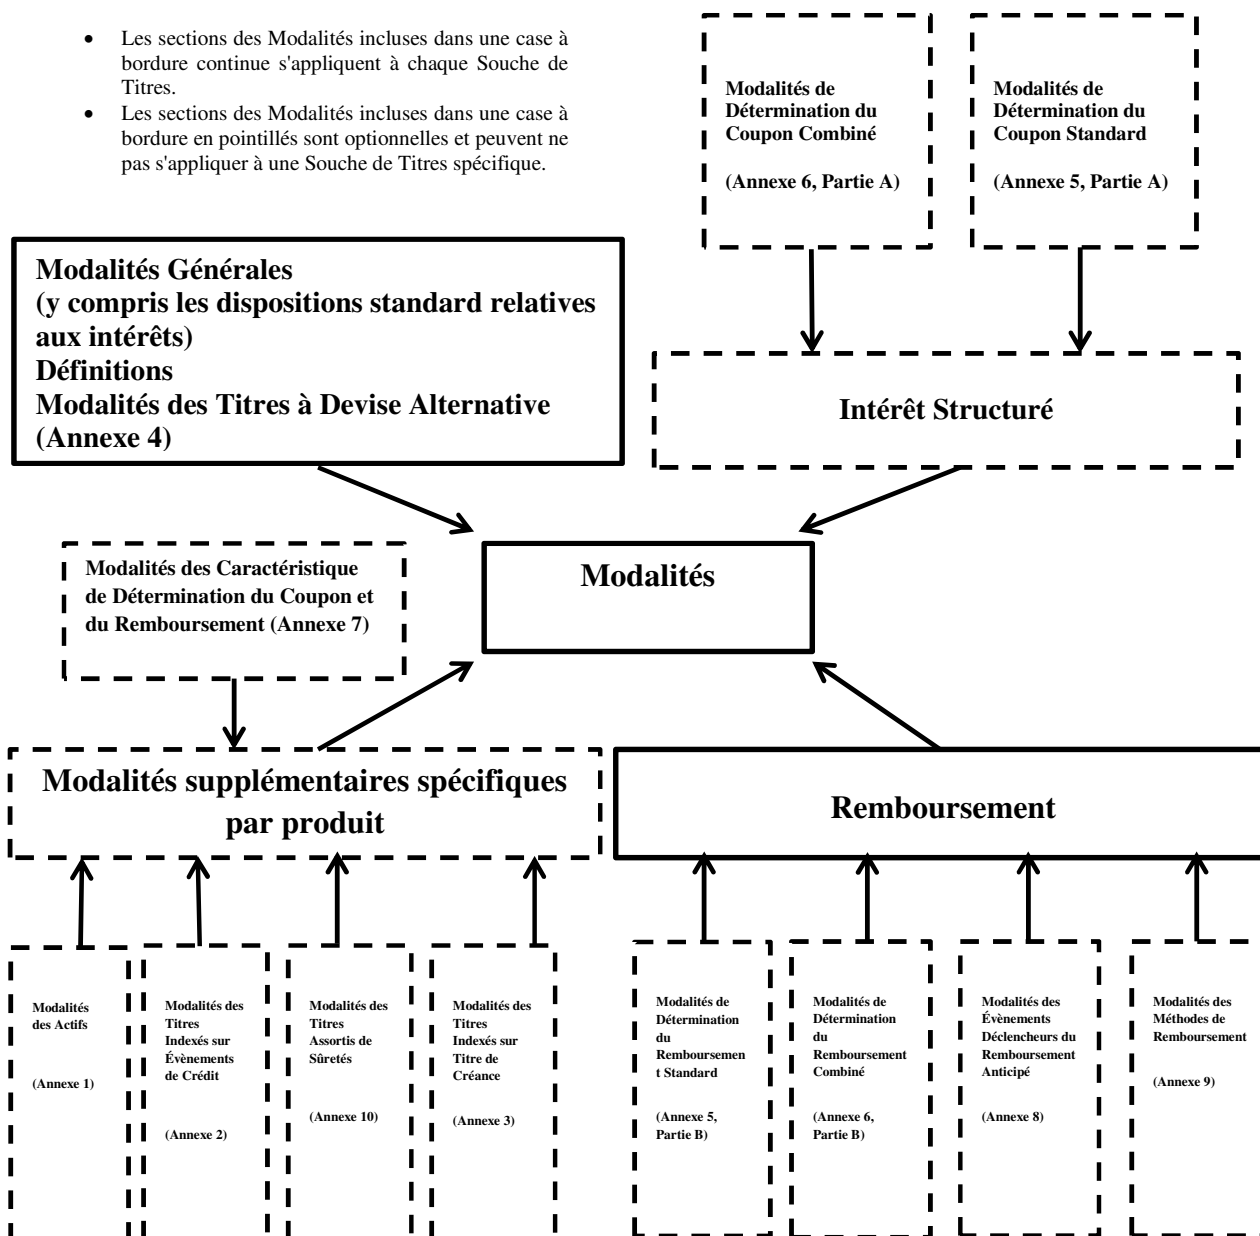 • Les sections des Modalités incluses dans une case à
bordure continue s'appliquent à chaque Souche de
Titres.
• Les sections des Modalités incluses dans une case à
bordure en pointillés sont optionnelles et peuvent ne
pas s'appliquer à une Souche de Titres spécifique.
Modalités de
Détermination du
Coupon Combiné
(Annexe 6, Partie A)
Modalités de
Détermination du
Coupon Standard
(Annexe 5, Partie A)
Modalités Générales
(y compris les dispositions standard relatives
aux intérêts)
Définitions
Modalités des Titres à Devise Alternative
(Annexe 4)
Intérêt Structuré
Modalités des Caractéristique
de Détermination du Coupon et
du Remboursement (Annexe 7)
Modalités
Modalités supplémentaires spécifiques
par produit
Remboursement
Modalités
des Actifs
(Annexe 1)
Modalités des
Titres
Indexés sur
Évènements
de Crédit
(Annexe 2)
Modalités des
Titres
Assortis de
Sûretés
(Annexe 10)
Modalités des
Titres
Indexés sur
Titre de
Créance
(Annexe 3)
Modalités de
Détermination
du
Remboursemen
t Standard
(Annexe 5,
Partie B)
Modalités de
Détermination
du
Remboursement
Combiné
(Annexe 6,
Partie B)
Modalités des
Évènements
Déclencheurs du
Remboursement
Anticipé
(Annexe 8)
Modalités des
Méthodes de
Remboursement
(Annexe 9)